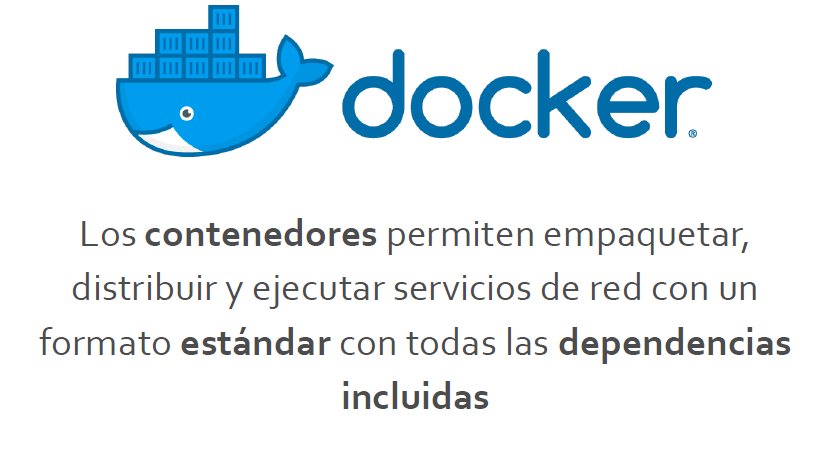 docker®
Los contenedores permiten empaquetar,
distribuir y ejecutar servicios de red con un
formato estándar con todas las dependencias
incluidas